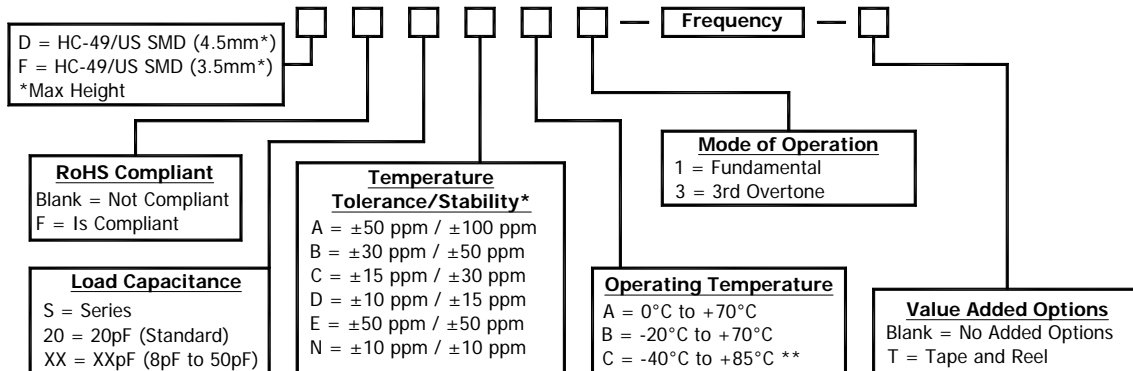 Frequency
D = HC-49/US SMD (4.5mm*)
F = HC-49/US SMD (3.5mm*)
*Max Height
RoHS Compliant
Blank = Not Compliant
F = Is Compliant
Load Capacitance
S = Series
20 = 20pF (Standard)
XX = XXpF (8pF to 50pF)
Temperature
Tolerance/Stability*
A = ±50 ppm / ±100 ppm
B = ±30 ppm / ±50 ppm
C = ±15 ppm / ±30 ppm
D = ±10 ppm / ±15 ppm
E = ±50 ppm / ±50 ppm
N = ±10 ppm / ±10 ppm
Mode of Operation
1 = Fundamental
3 = 3rd Overtone
Operating Temperature
A = 0°C to +70°C
B = -20°C to +70°C
C = -40°C to +85°C **
Value Added Options
Blank = No Added Options
T = Tape and Reel